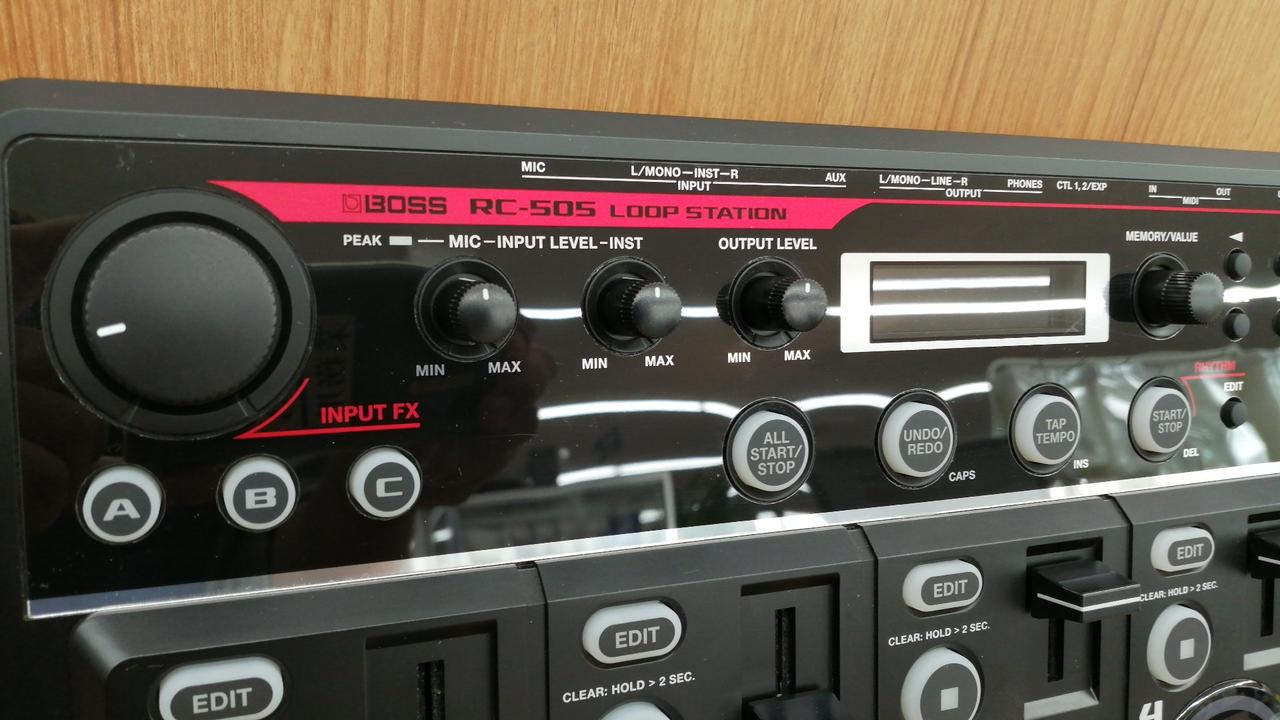 MIC L/MONO-INST-R AUX
INPUT
L/MONO-LINE-R PHONES CTL 1,2/EXP
OUTPUT
IN OUT
MIDI
BOSS RC-505 LOOP STATION
PEAK MIC-INPUT LEVEL-INST
OUTPUT LEVEL
MEMORY/VALUE
MIN MAX
MIN MAX
MIN MAX
INPUT FX
A B C
ALL
START/
STOP
UNDO/
REDO
CAPS
TAP
TEMPO
INS
START/
STOP
DEL
RHYTHM
EDIT
EDIT
EDIT
CLEAR: HOLD > 2 SEC.
EDIT
CLEAR: HOLD > 2 SEC.
EDIT
CLEAR: HOLD > 2 SEC.
4